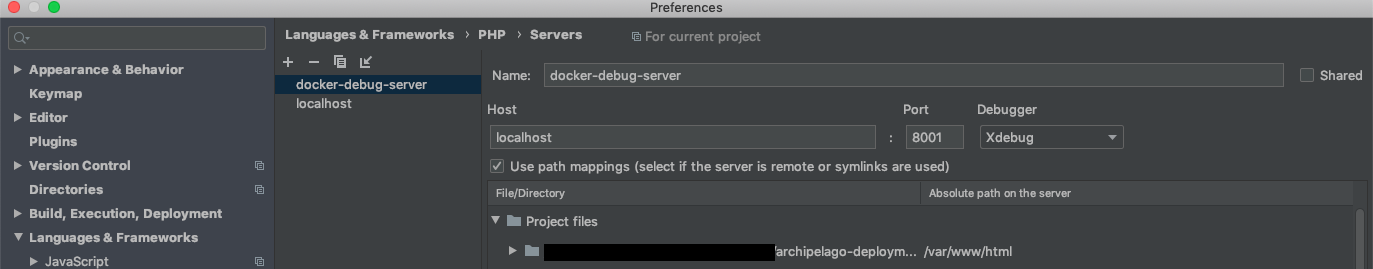 Preferences
Languages & Frameworks › PHP › Servers For current project
Appearance & Behavior
Keymap
Editor
Plugins
Version Control
Directories
Build, Execution, Deployment
Languages & Frameworks
JavaScript
docker-debug-server
localhost
Name: docker-debug-server Shared
Host Port Debugger
localhost : 8001 Xdebug
Use path mappings (select if the server is remote or symlinks are used)
File/Directory Absolute path on the server
Project files
/archipelago-deploym... /var/www/html